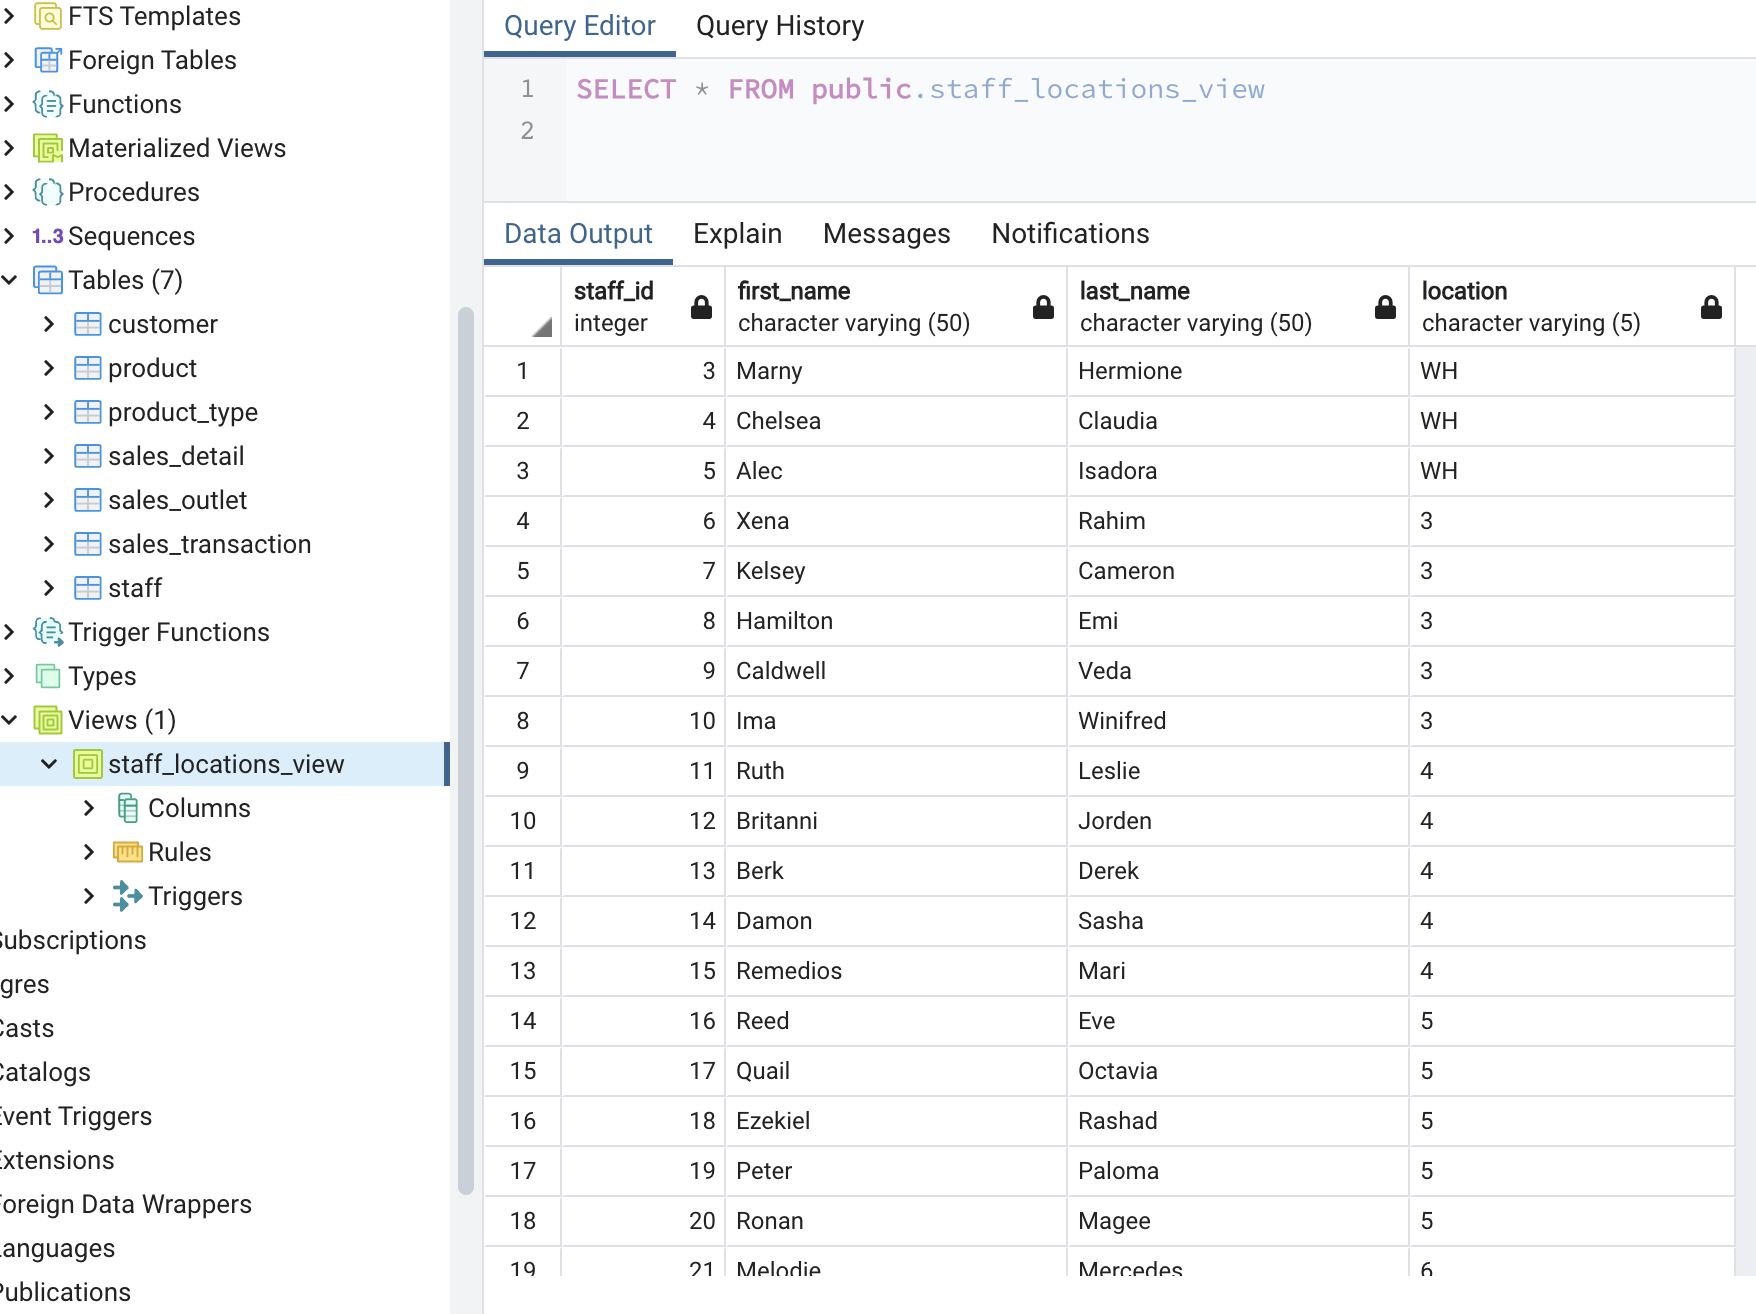 FTS Templates
Foreign Tables
Functions
Materialized Views
Procedures
1..3 Sequences
Tables (7)
customer
product
product_type
sales_detail
sales_outlet
sales_transaction
staff
Trigger Functions
Types
Views (1)
staff_locations_view
Columns
Rules
Triggers
Subscriptions
gres
Casts
Catalogs
Event Triggers
Extensions
Foreign Data Wrappers
Languages
Publications
Query Editor Query History
1 SELECT * FROM public.staff_locations_view
2
Data Output Explain Messages Notifications
staff_id first_name last_name location
integer character varying (50) character varying (50) character varying (5)
1 3 Marny Hermione WH
2 4 Chelsea Claudia WH
3 5 Alec Isadora WH
4 6 Xena Rahim 3
5 7 Kelsey Cameron 3
6 8 Hamilton Emi 3
7 9 Caldwell Veda 3
8 10 Ima Winifred 3
9 11 Ruth Leslie 4
10 12 Britanni Jorden 4
11 13 Berk Derek 4
12 14 Damon Sasha 4
13 15 Remedios Mari 4
14 16 Reed Eve 5
15 17 Quail Octavia 5
16 18 Ezekiel Rashad 5
17 19 Peter Paloma 5
18 20 Ronan Magee 5
19 21 Melodie Mercedes 6